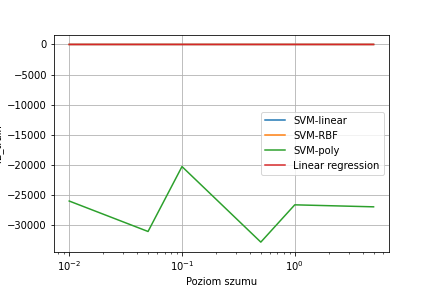 0
−5000
−10000
−15000
−20000
−25000
−30000
10⁻²
10⁻¹
10⁰
Poziom szumu
SVM-linear
SVM-RBF
SVM-poly
Linear regression